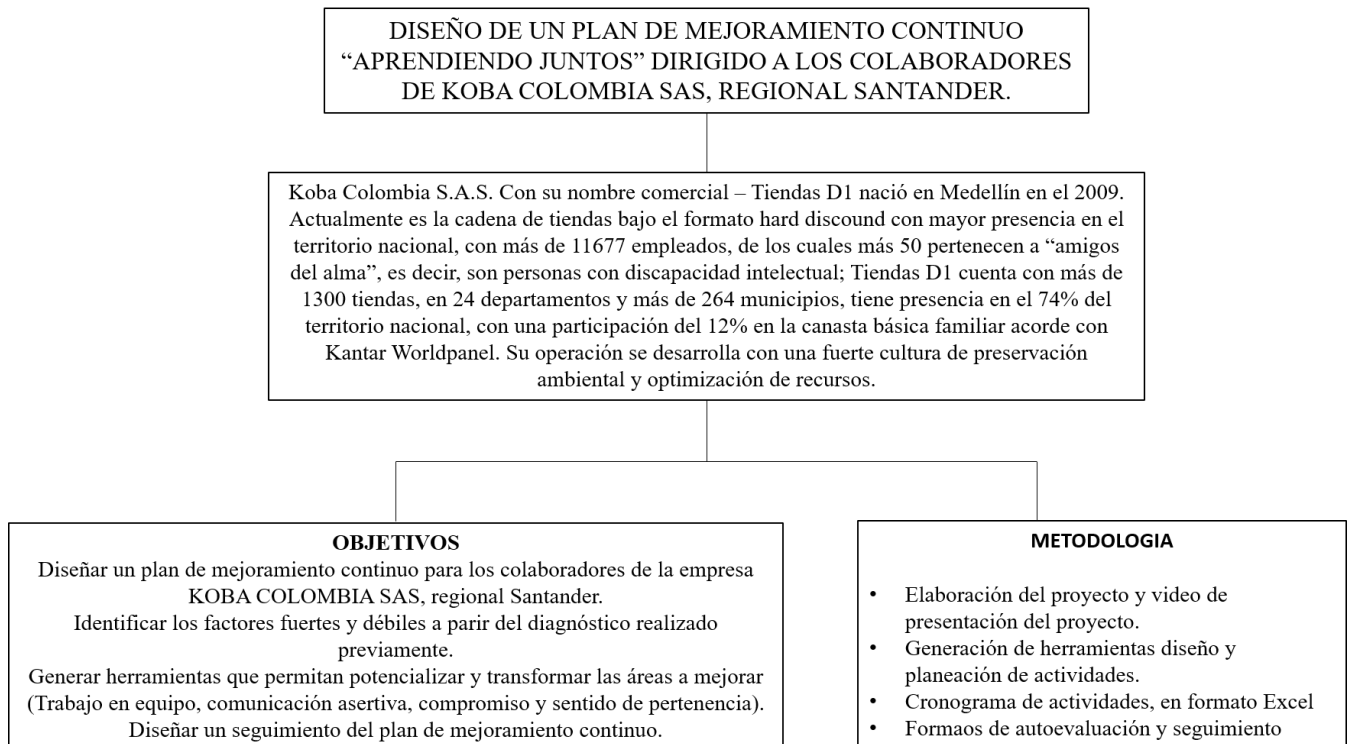 DISEÑO DE UN PLAN DE MEJORAMIENTO CONTINUO
“APRENDIENDO JUNTOS” DIRIGIDO A LOS COLABORADORES
DE KOBA COLOMBIA SAS, REGIONAL SANTANDER.
Koba Colombia S.A.S. Con su nombre comercial – Tiendas D1 nació en Medellín en el 2009.
Actualmente es la cadena de tiendas bajo el formato hard discound con mayor presencia en el
territorio nacional, con más de 11677 empleados, de los cuales más 50 pertenecen a “amigos
del alma”, es decir, son personas con discapacidad intelectual; Tiendas D1 cuenta con más de
1300 tiendas, en 24 departamentos y más de 264 municipios, tiene presencia en el 74% del
territorio nacional, con una participación del 12% en la canasta básica familiar acorde con
Kantar Worldpanel. Su operación se desarrolla con una fuerte cultura de preservación
ambiental y optimización de recursos.
OBJETIVOS
Diseñar un plan de mejoramiento continuo para los colaboradores de la empresa
KOBA COLOMBIA SAS, regional Santander.
Identificar los factores fuertes y débiles a parir del diagnóstico realizado
previamente.
Generar herramientas que permitan potencializar y transformar las áreas a mejorar
(Trabajo en equipo, comunicación asertiva, compromiso y sentido de pertenencia).
Diseñar un seguimiento del plan de mejoramiento continuo.
METODOLOGIA
• Elaboración del proyecto y video de
presentación del proyecto.
• Generación de herramientas diseño y
planeación de actividades.
• Cronograma de actividades, en formato Excel
• Formaos de autoevaluación y seguimiento